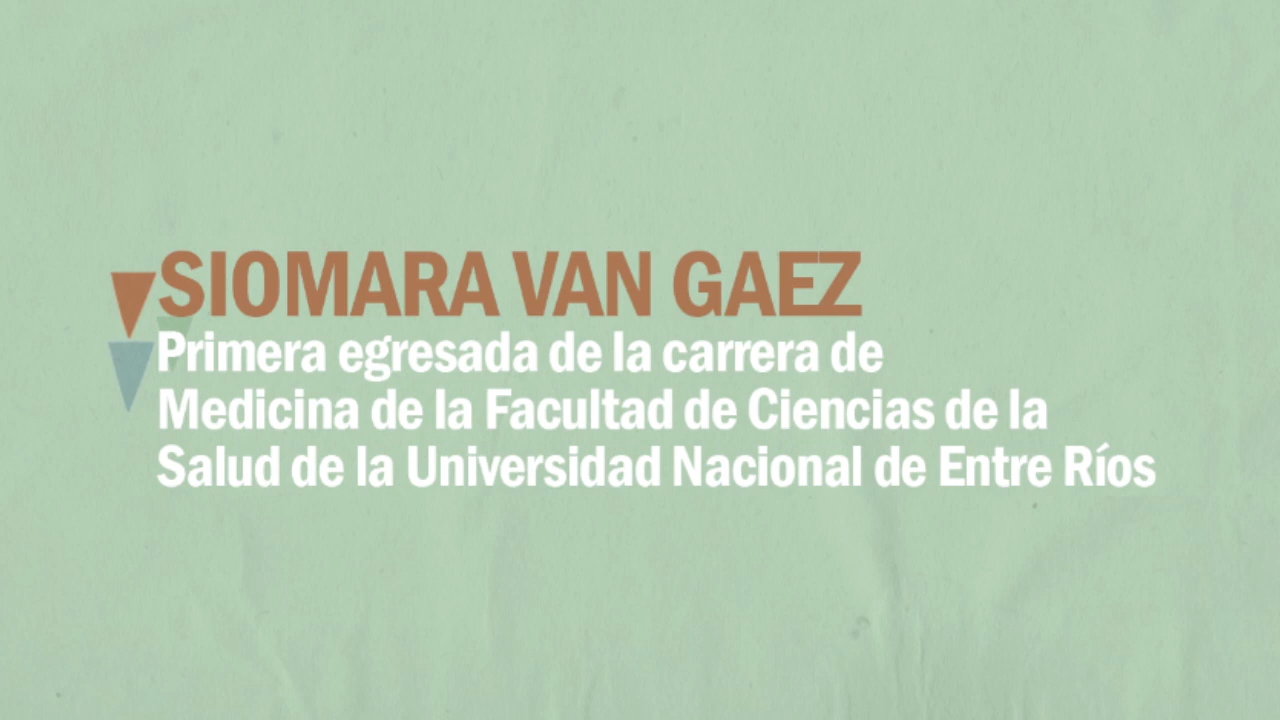 SIOMARA VAN GAEZ
Primera egresada de la carrera de
Medicina de la Facultad de Ciencias de la
Salud de la Universidad Nacional de Entre Ríos